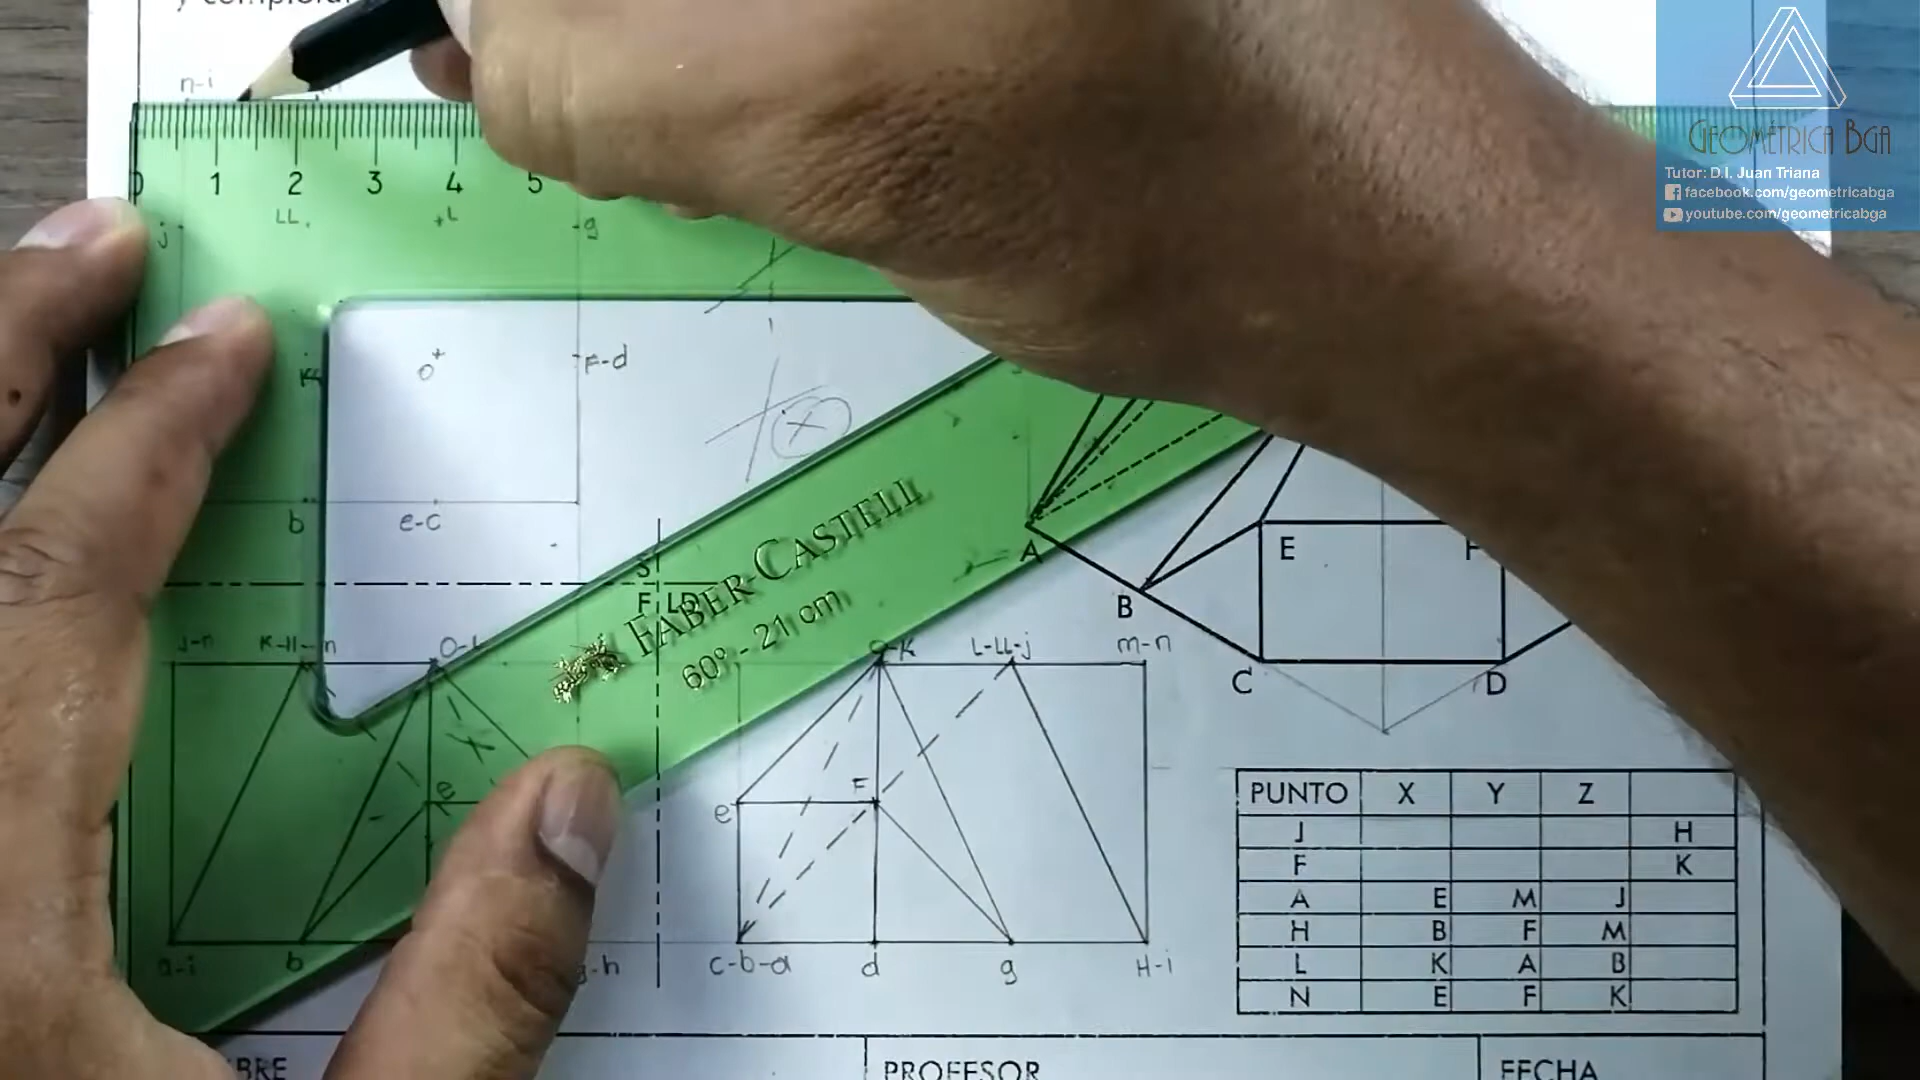 n-i
GEOMÉTRICA BGA
Tutor: D.I. Juan Triana
facebook.com/geometricabga
youtube.com/geometricabga
0 1 2 3 4 5
LL L g
j
o F-d
b e-c
S
F LD
FABER-CASTELL
60° - 21 cm
A
B
E F
C D
J-n K-ll-m
L-LL-j m-n
e
e F
a-i b g-h c-b-a d g H-i
PUNTO X Y Z
J H
F K
A E M J
H B F M
L K A B
N E F K
PROFESOR FECHA